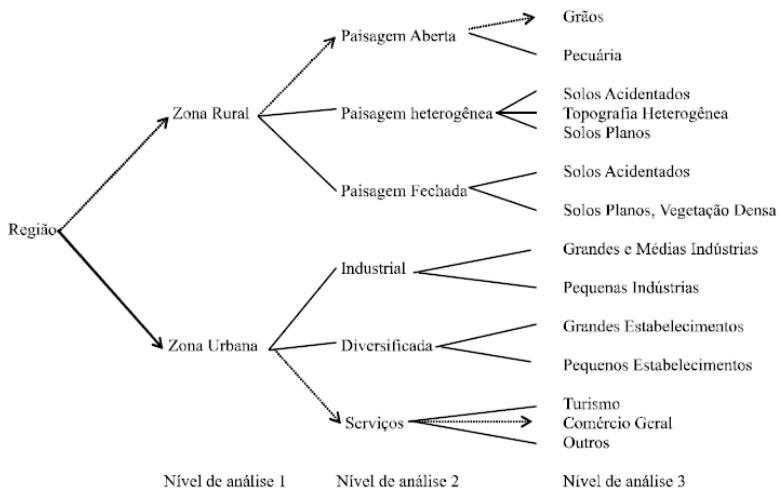 Grãos
Paisagem Aberta
Pecuária
Solos Acidentados
Zona Rural
Paisagem heterogênea
Topografia Heterogênea
Solos Planos
Solos Acidentados
Paisagem Fechada
Solos Planos, Vegetação Densa
Região
Grandes e Médias Indústrias
Industrial
Pequenas Indústrias
Grandes Estabelecimentos
Zona Urbana
Diversificada
Pequenos Estabelecimentos
Turismo
Serviços
Comércio Geral
Outros
Nível de análise 1
Nível de análise 2
Nível de análise 3